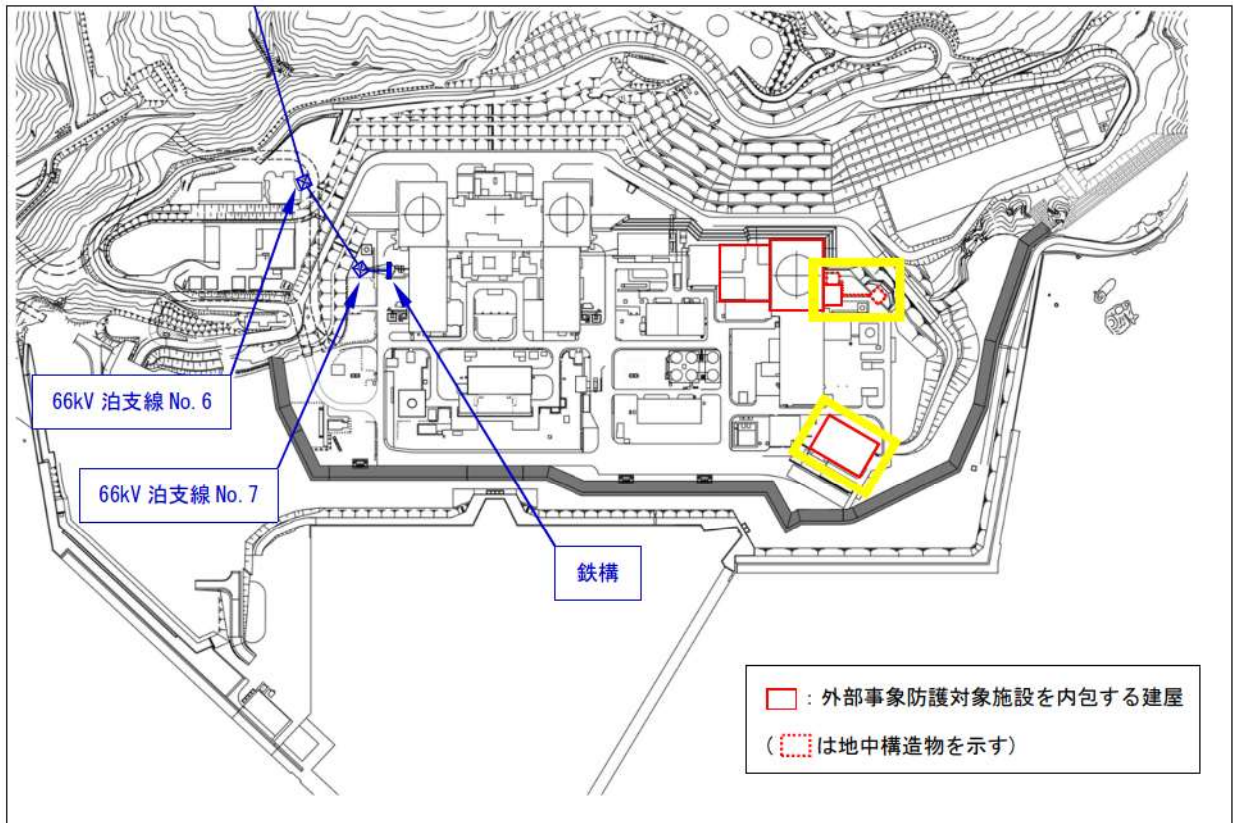 66kV 泊支線 No. 6
66kV 泊支線 No. 7
鉄構
：外部事象防護対象施設を内包する建屋
（ は地中構造物を示す）